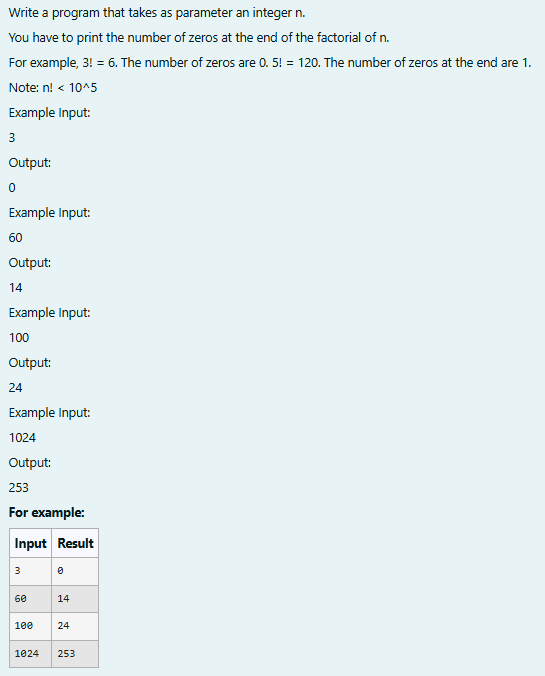 Write a program that takes as parameter an integer n.
You have to print the number of zeros at the end of the factorial of n.
For example, 3! = 6. The number of zeros are 0. 5! = 120. The number of zeros at the end are 1.
Note: n! < 10^5
Example Input:
3
Output:
0
Example Input:
60
Output:
14
Example Input:
100
Output:
24
Example Input:
1024
Output:
253
For example:
Input Result
3 0
60 14
100 24
1024 253